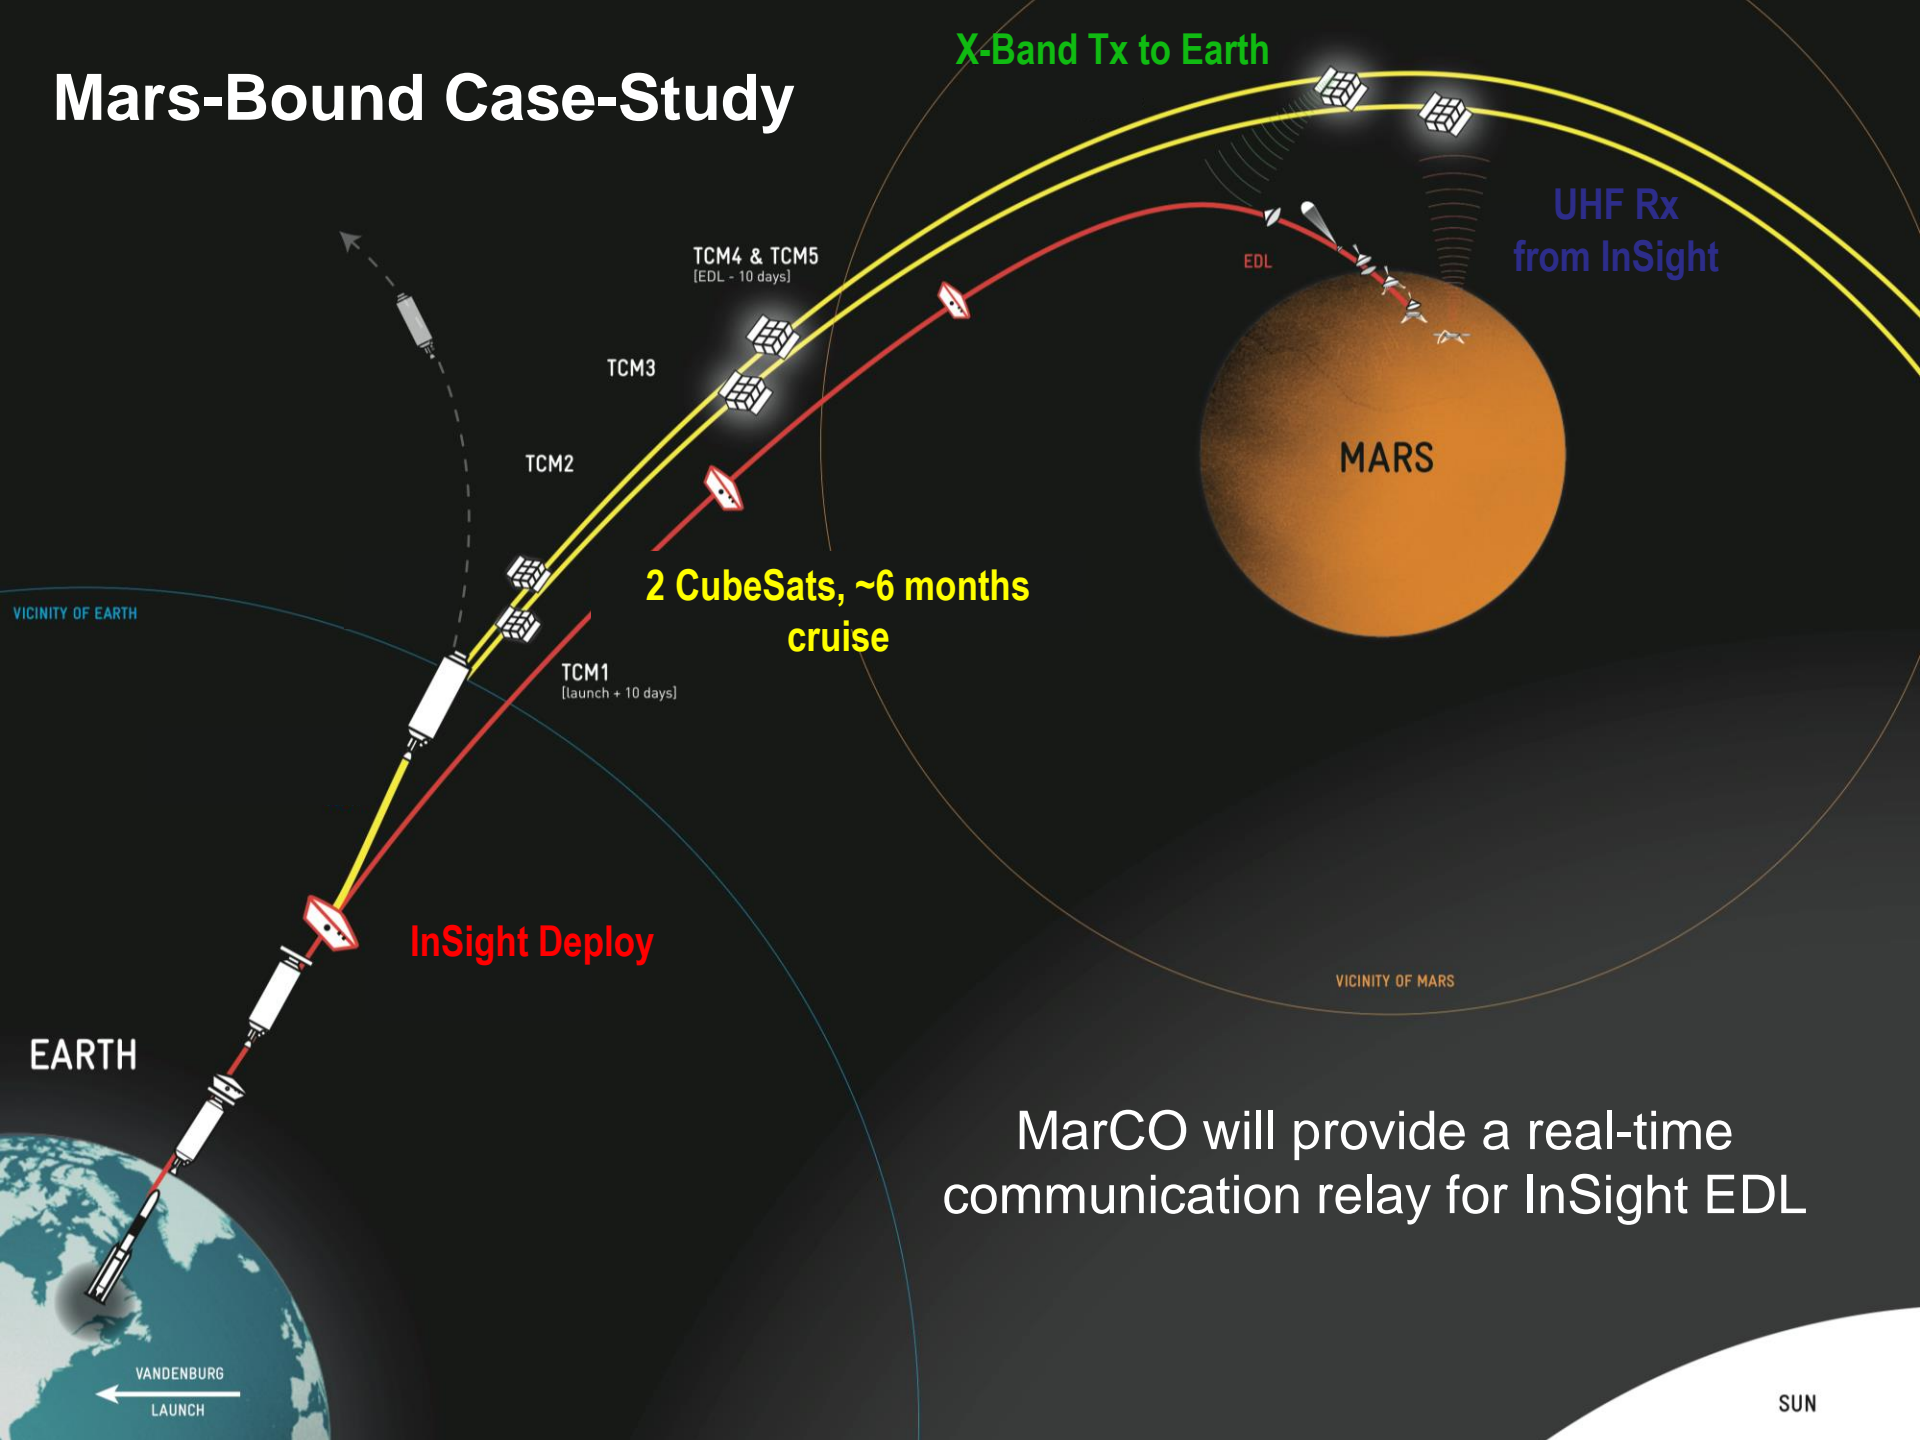 X-Band Tx to Earth
Mars-Bound Case-Study
UHF Rx
from InSight
TCM4 & TCM5
[EDL - 10 days]
EDL
TCM3
TCM2
MARS
2 CubeSats, ~6 months
cruise
VICINITY OF EARTH
TCM1
[launch + 10 days]
InSight Deploy
VICINITY OF MARS
EARTH
MarCO will provide a real-time
communication relay for InSight EDL
VANDENBURG
LAUNCH
SUN